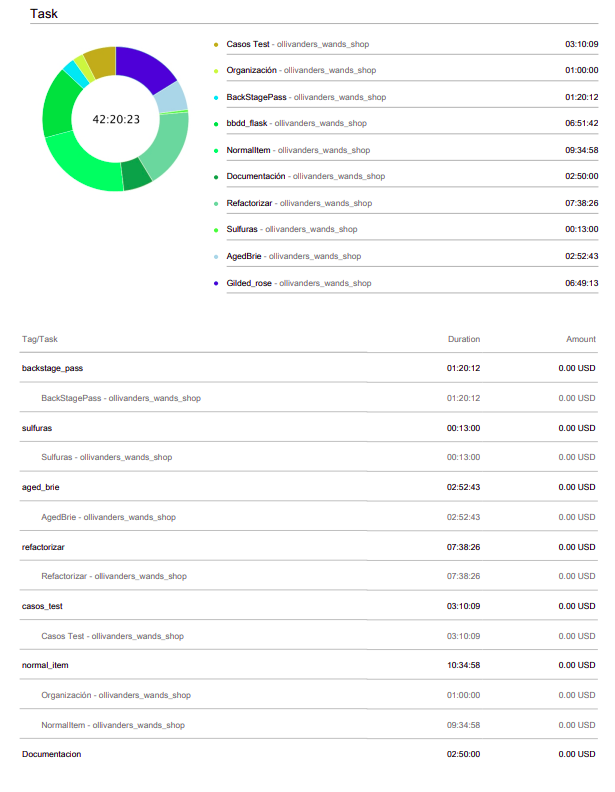 Task
42:20:23
Casos Test - ollivanders_wands_shop 03:10:09
Organización - ollivanders_wands_shop 01:00:00
BackStagePass - ollivanders_wands_shop 01:20:12
bbdd_flask - ollivanders_wands_shop 06:51:42
NormalItem - ollivanders_wands_shop 09:34:58
Documentación - ollivanders_wands_shop 02:50:00
Refactorizar - ollivanders_wands_shop 07:38:26
Sulfuras - ollivanders_wands_shop 00:13:00
AgedBrie - ollivanders_wands_shop 02:52:43
Gilded_rose - ollivanders_wands_shop 06:49:13
Tag/Task Duration Amount
backstage_pass 01:20:12 0.00 USD
BackStagePass - ollivanders_wands_shop 01:20:12 0.00 USD
sulfuras 00:13:00 0.00 USD
Sulfuras - ollivanders_wands_shop 00:13:00 0.00 USD
aged_brie 02:52:43 0.00 USD
AgedBrie - ollivanders_wands_shop 02:52:43 0.00 USD
refactorizar 07:38:26 0.00 USD
Refactorizar - ollivanders_wands_shop 07:38:26 0.00 USD
casos_test 03:10:09 0.00 USD
Casos Test - ollivanders_wands_shop 03:10:09 0.00 USD
normal_item 10:34:58 0.00 USD
Organización - ollivanders_wands_shop 01:00:00 0.00 USD
NormalItem - ollivanders_wands_shop 09:34:58 0.00 USD
Documentacion 02:50:00 0.00 USD